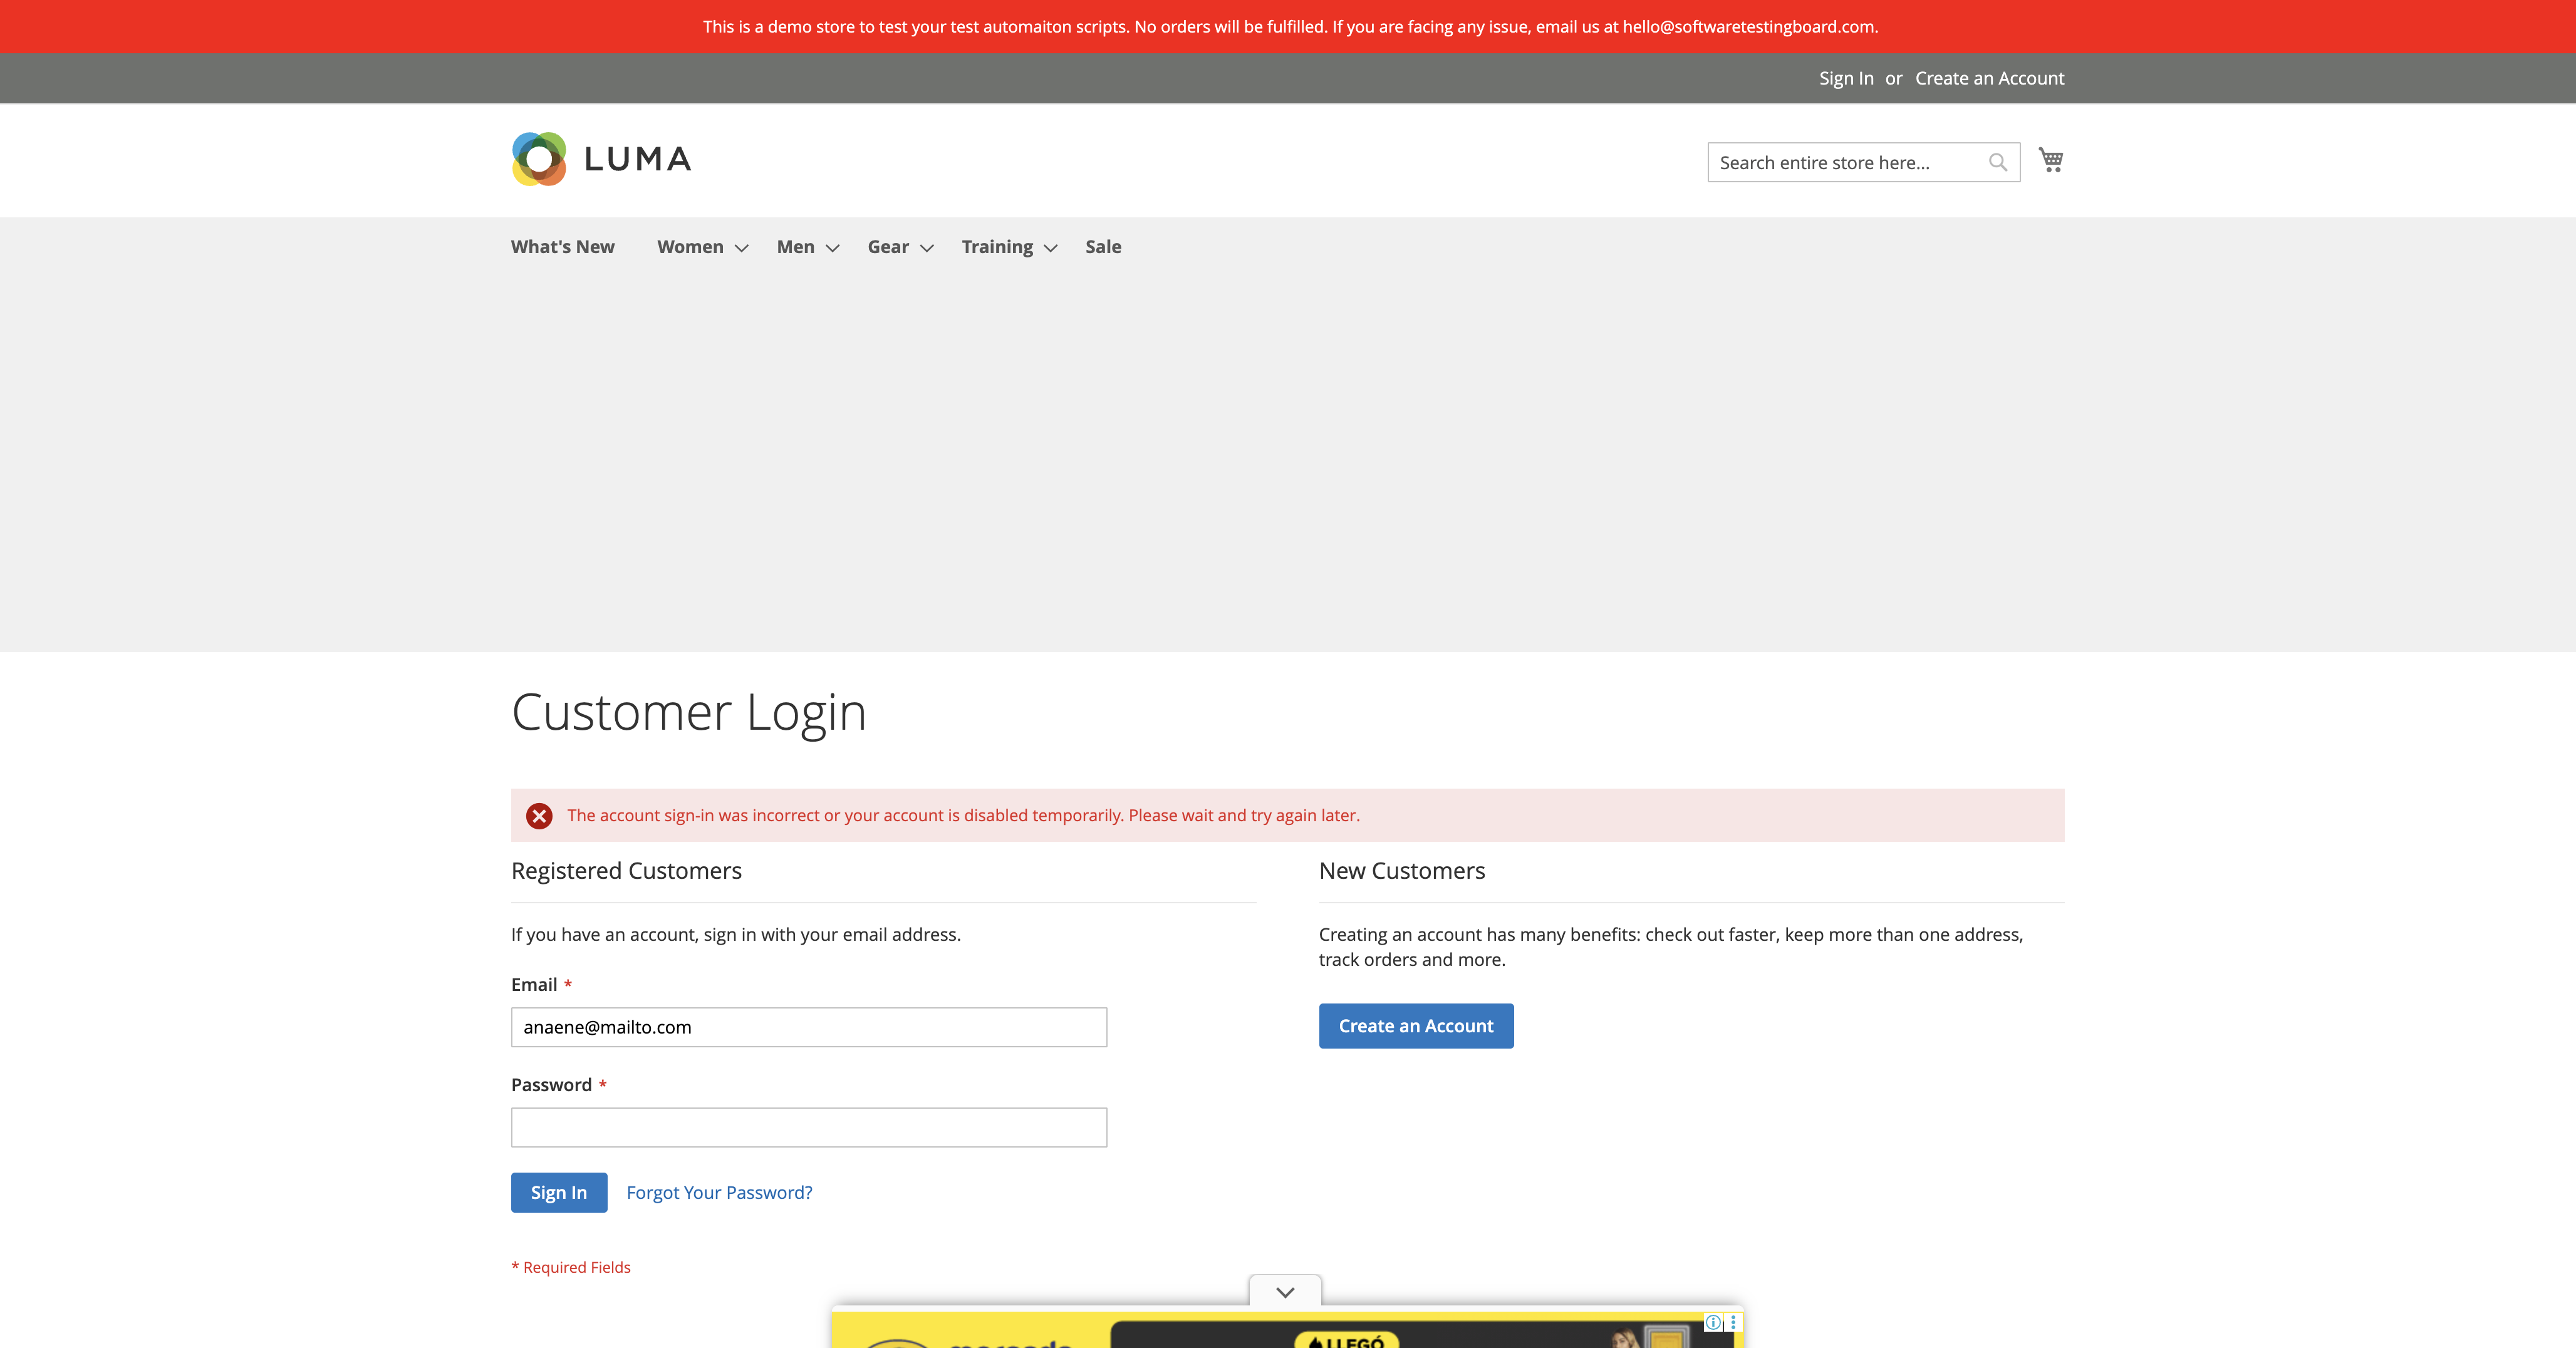 This is a demo store to test your test automaiton scripts. No orders will be fulfilled. If you are facing any issue, email us at hello@softwaretestingboard.com.
Sign In or Create an Account
LUMA
Search entire store here...
What's New Women Men Gear Training Sale
Customer Login
The account sign-in was incorrect or your account is disabled temporarily. Please wait and try again later.
Registered Customers
If you have an account, sign in with your email address.
Email *
anaene@mailto.com
Password *
Sign In Forgot Your Password?
* Required Fields
New Customers
Creating an account has many benefits: check out faster, keep more than one address,
track orders and more.
Create an Account
LLEGÓ